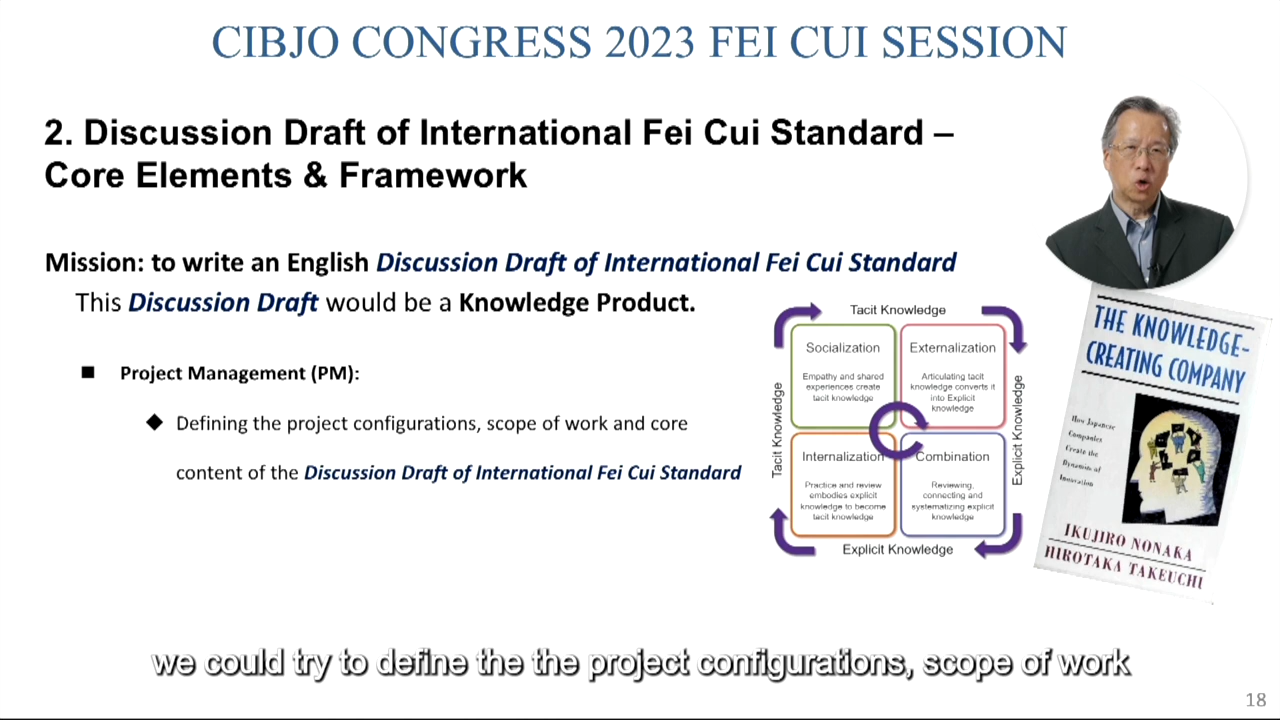 CIBJO CONGRESS 2023 FEI CUI SESSION
2. Discussion Draft of International Fei Cui Standard –
Core Elements & Framework
Mission: to write an English Discussion Draft of International Fei Cui Standard
This Discussion Draft would be a Knowledge Product.
■ Project Management (PM):
◆ Defining the project configurations, scope of work and core
content of the Discussion Draft of International Fei Cui Standard
Tacit Knowledge
Tacit Knowledge
Socialization
Empathy and shared
experiences create
tacit knowledge
Externalization
Articulating tacit
knowledge converts it
into Explicit
knowledge
Explicit Knowledge
Internalization
Practice and review
embodies explicit
knowledge to become
tacit knowledge
Combination
Reviewing,
connecting and
systematizing explicit
knowledge
Explicit Knowledge
THE KNOWLEDGE-
CREATING COMPANY
How Japanese
Companies
Create the
Dynamics of
Innovation
IKUJIRO NONAKA
HIROTAKA TAKEUCHI
we could try to define the the project configurations, scope of work
18